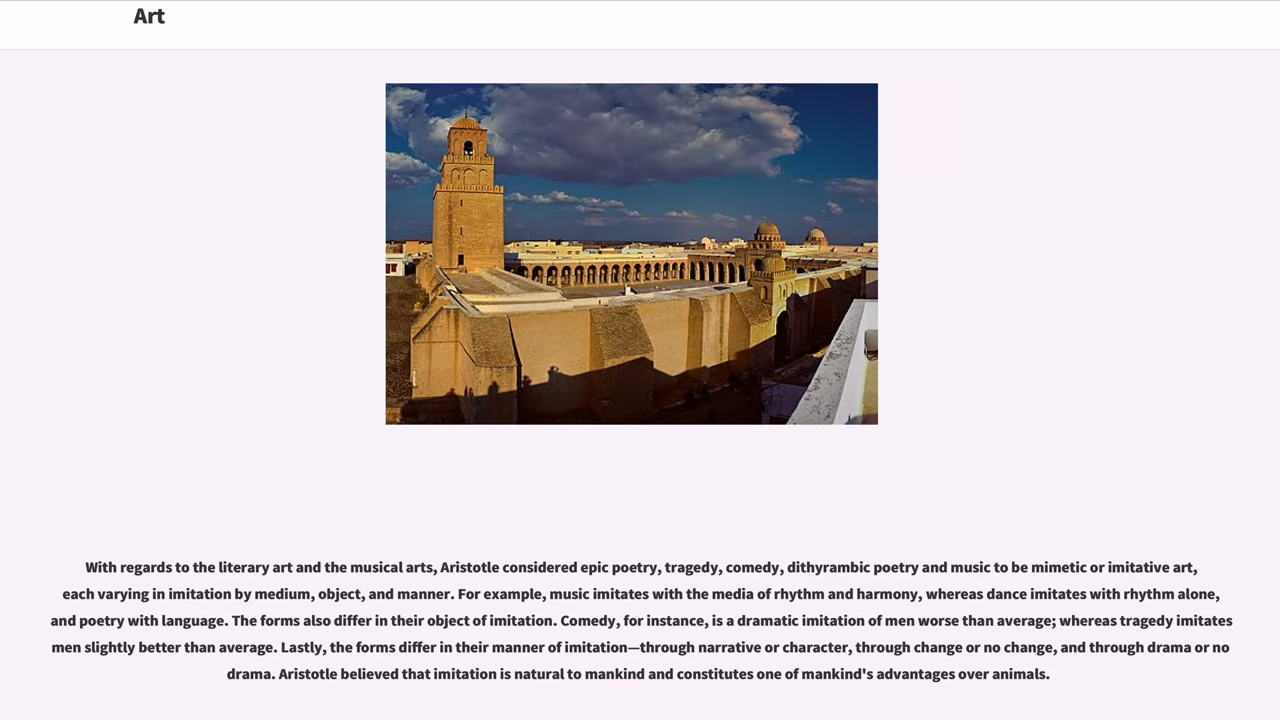 Art
With regards to the literary art and the musical arts, Aristotle considered epic poetry, tragedy, comedy, dithyrambic poetry and music to be mimetic or imitative art,
each varying in imitation by medium, object, and manner. For example, music imitates with the media of rhythm and harmony, whereas dance imitates with rhythm alone,
and poetry with language. The forms also differ in their object of imitation. Comedy, for instance, is a dramatic imitation of men worse than average; whereas tragedy imitates
men slightly better than average. Lastly, the forms differ in their manner of imitation—through narrative or character, through change or no change, and through drama or no
drama. Aristotle believed that imitation is natural to mankind and constitutes one of mankind's advantages over animals.